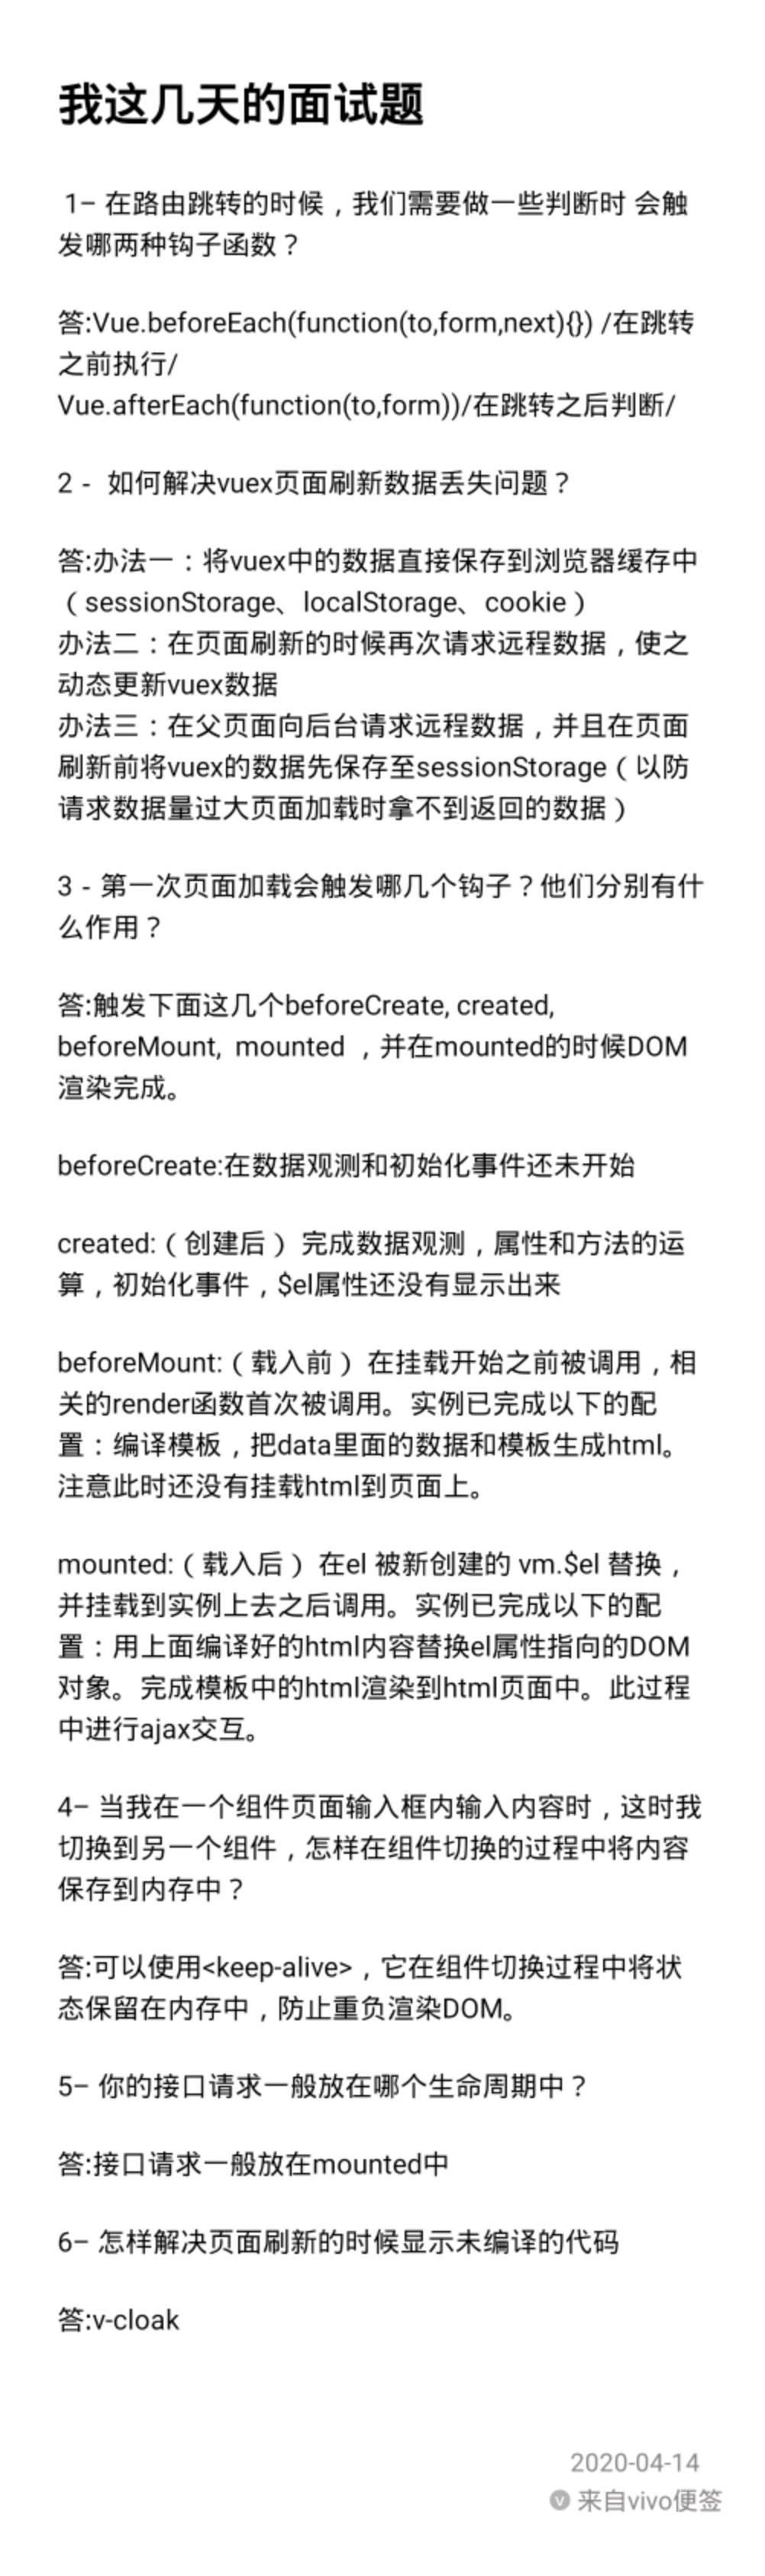 我这几天的面试题
1– 在路由跳转的时候，我们需要做一些判断时 会触
发哪两种钩子函数？
答:Vue.beforeEach(function(to,form,next){}) /在跳转
之前执行/
Vue.afterEach(function(to,form))/在跳转之后判断/
2 - 如何解决vuex页面刷新数据丢失问题？
答:办法一：将vuex中的数据直接保存到浏览器缓存中
（sessionStorage、localStorage、cookie）
办法二：在页面刷新的时候再次请求远程数据，使之
动态更新vuex数据
办法三：在父页面向后台请求远程数据，并且在页面
刷新前将vuex的数据先保存至sessionStorage（以防
请求数据量过大页面加载时拿不到返回的数据）
3 - 第一次页面加载会触发哪几个钩子？他们分别有什
么作用？
答:触发下面这几个beforeCreate, created,
beforeMount, mounted ，并在mounted的时候DOM
渲染完成。
beforeCreate:在数据观测和初始化事件还未开始
created:（创建后）完成数据观测，属性和方法的运
算，初始化事件，$el属性还没有显示出来
beforeMount:（载入前）在挂载开始之前被调用，相
关的render函数首次被调用。实例已完成以下的配
置：编译模板，把data里面的数据和模板生成html。
注意此时还没有挂载html到页面上。
mounted:（载入后）在el 被新创建的 vm.$el 替换，
并挂载到实例上去之后调用。实例已完成以下的配
置：用上面编译好的html内容替换el属性指向的DOM
对象。完成模板中的html渲染到html页面中。此过程
中进行ajax交互。
4– 当我在一个组件页面输入框内输入内容时，这时我
切换到另一个组件，怎样在组件切换的过程中将内容
保存到内存中？
答:可以使用<keep-alive>，它在组件切换过程中将状
态保留在内存中，防止重负渲染DOM。
5– 你的接口请求一般放在哪个生命周期中？
答:接口请求一般放在mounted中
6– 怎样解决页面刷新的时候显示未编译的代码
答:v-cloak
2020-04-14
来自vivo便签